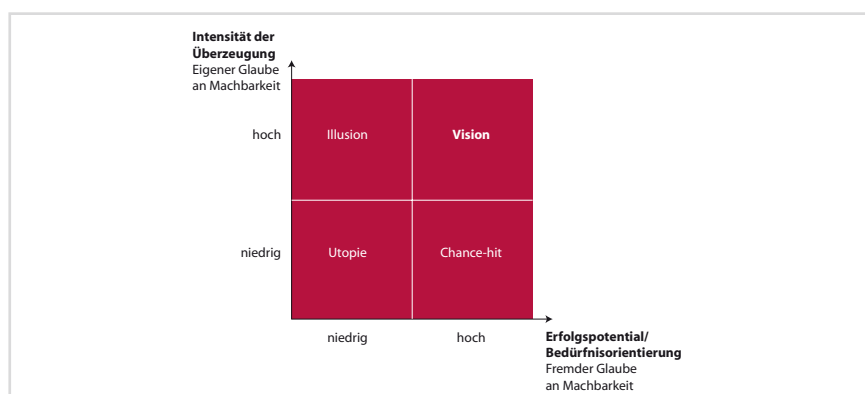 Intensität der
Überzeugung
Eigener Glaube
an Machbarkeit
hoch
Illusion
Vision
niedrig
Utopie
Chance-hit
niedrig
hoch
Erfolgspotential/
Bedürfnisorientierung
Fremder Glaube
an Machbarkeit